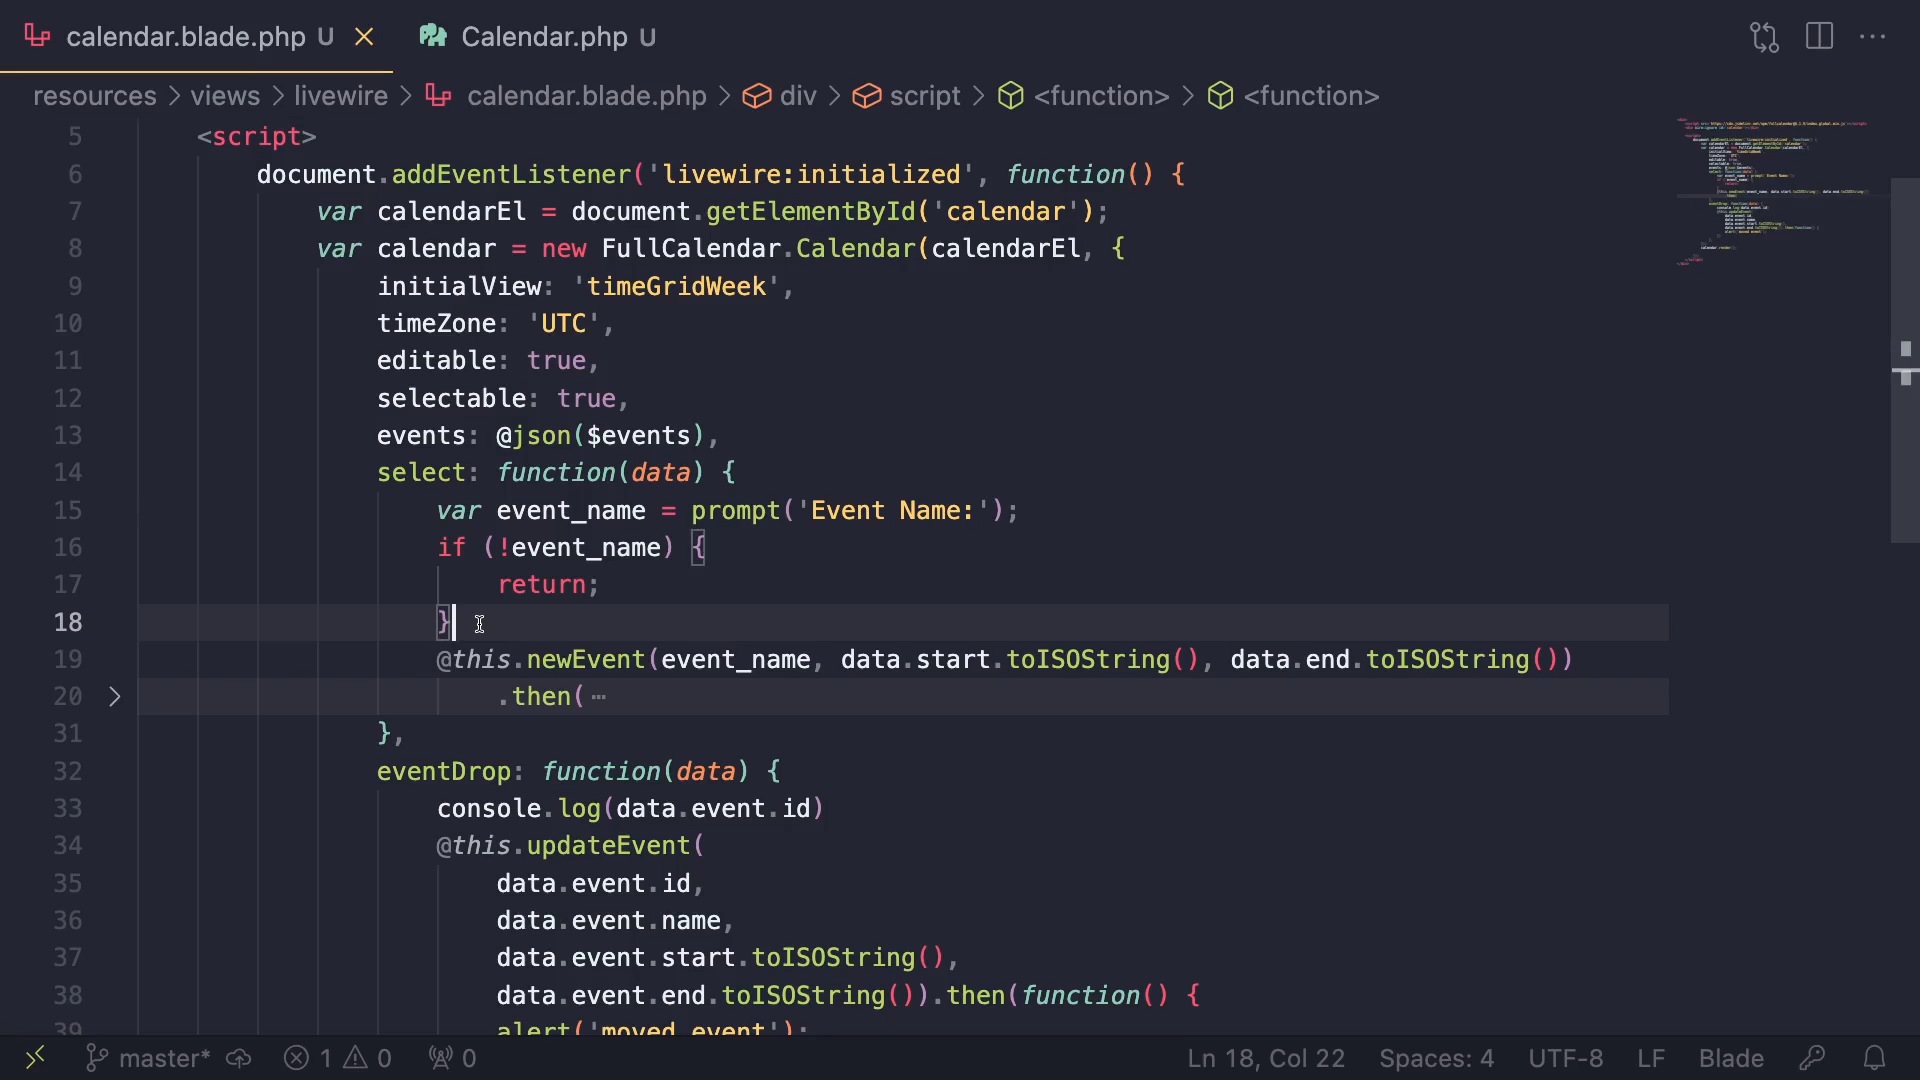 calendar.blade.php U
Calendar.php U
resources > views > livewire > calendar.blade.php > div > script > <function> > <function>
5 <script>
6 document.addEventListener('livewire:initialized', function() {
7 var calendarEl = document.getElementById('calendar');
8 var calendar = new FullCalendar.Calendar(calendarEl, {
9 initialView: 'timeGridWeek',
10 timeZone: 'UTC',
11 editable: true,
12 selectable: true,
13 events: @json($events),
14 select: function(data) {
15 var event_name = prompt('Event Name:');
16 if (!event_name) {
17 return;
18 }
19 @this.newEvent(event_name, data.start.toISOString(), data.end.toISOString())
20 .then( ⋯
31 },
32 eventDrop: function(data) {
33 console.log(data.event.id)
34 @this.updateEvent(
35 data.event.id,
36 data.event.name,
37 data.event.start.toISOString(),
38 data.event.end.toISOString()).then(function() {
39 alert('moved event');
master* 1 0 0 Ln 18, Col 22 Spaces: 4 UTF-8 LF Blade